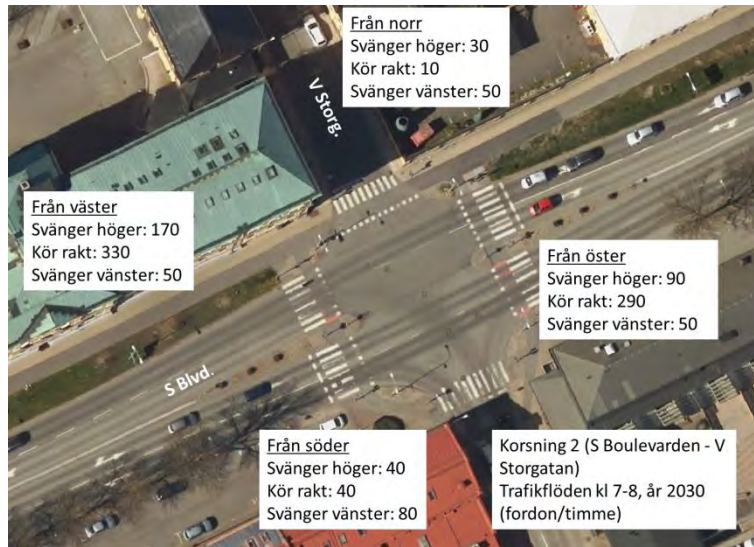 Från norr
Svänger höger: 30
Kör rakt: 10
Svänger vänster: 50
V Storg.
Från väster
Svänger höger: 170
Kör rakt: 330
Svänger vänster: 50
Från öster
Svänger höger: 90
Kör rakt: 290
Svänger vänster: 50
S Blvd.
Från söder
Svänger höger: 40
Kör rakt: 40
Svänger vänster: 80
Korsning 2 (S Boulevarden - V
Storgatan)
Trafikflöden kl 7-8, år 2030
(fordon/timme)